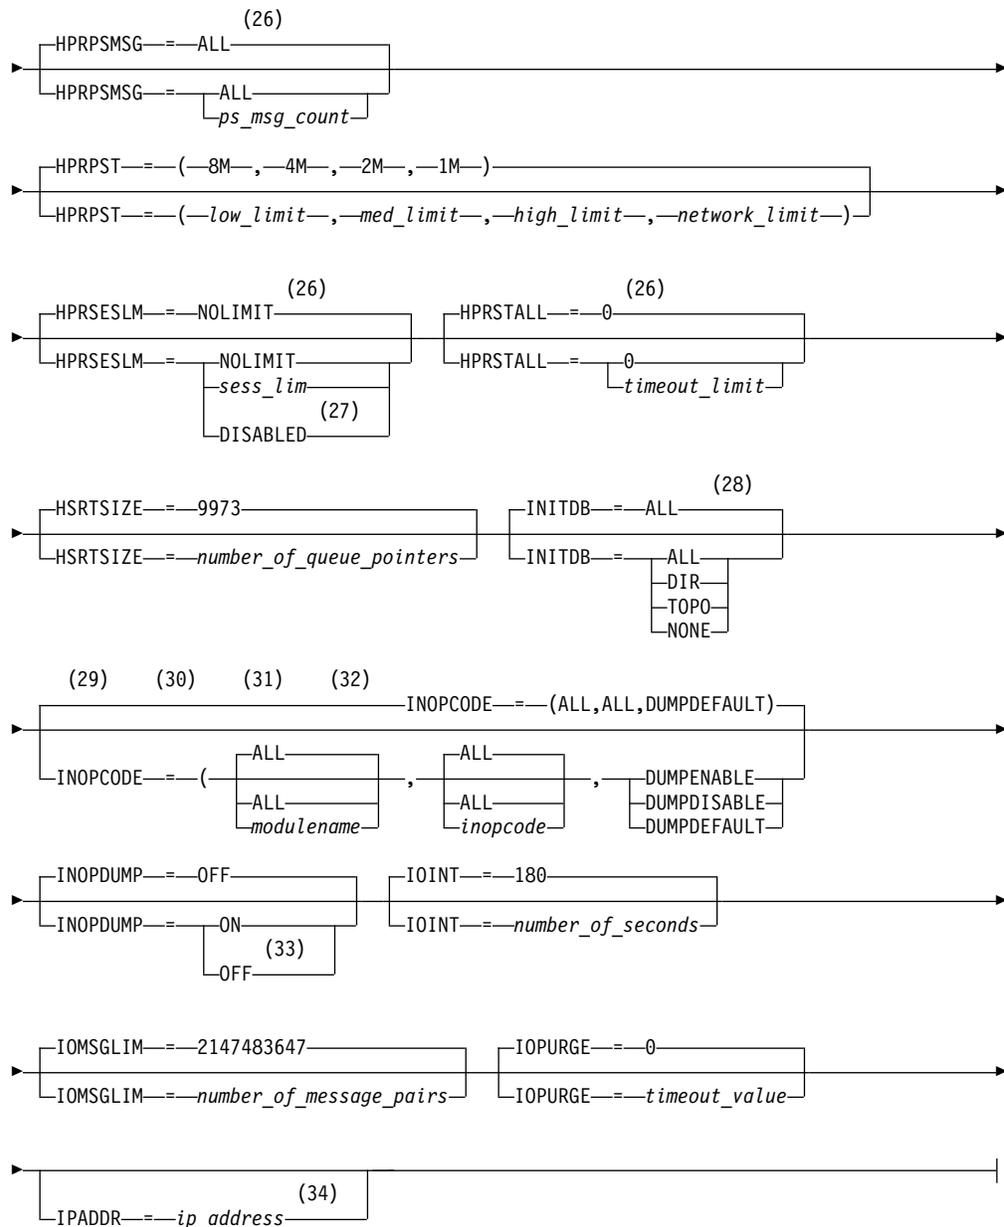 (26)
HPRPSMSG = ALL
HPRPSMSG = ALL
ps_msg_count
HPRPST = ( 8M , 4M , 2M , 1M )
HPRPST = ( low_limit , med_limit , high_limit , network_limit )
(26) (26)
HPRSESLM = NOLIMIT HPRSTALL = 0
HPRSESLM = NOLIMIT HPRSTALL = 0
sess_lim timeout_limit
(27)
DISABLED
(28)
HSRTSIZE = 9973 INITDB = ALL
HSRTSIZE = number_of_queue_pointers INITDB = ALL
DIR
TOPO
NONE
(29) (30) (31) (32)
INOPCODE = (ALL,ALL,DUMPDEFAULT)
ALL ALL
INOPCODE = ( , , DUMPENABLE
ALL ALL DUMPDISABLE
modulename inopcode DUMPDEFAULT
INOPDUMP = OFF IOINT = 180
INOPDUMP = ON IOINT = number_of_seconds
(33)
OFF
IOMSGLIM = 2147483647 IOPURGE = 0
IOMSGLIM = number_of_message_pairs IOPURGE = timeout_value
(34)
IPADDR = ip_address